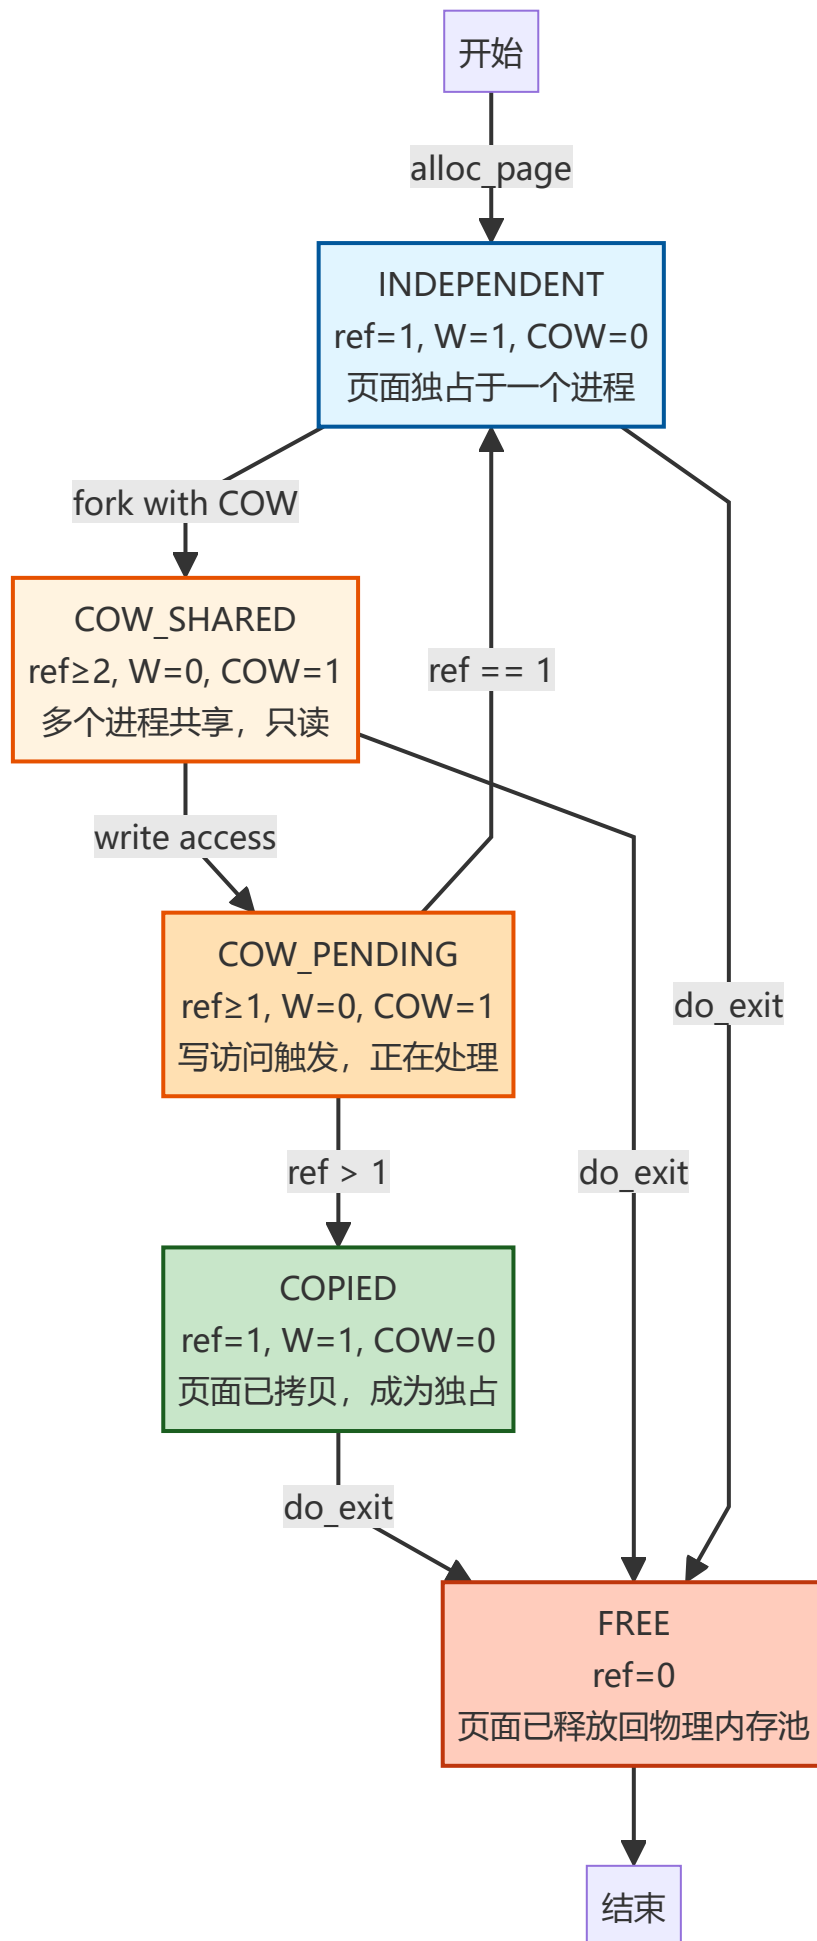 开始
alloc_page
INDEPENDENT
ref=1, W=1, COW=0
页面独占于一个进程
fork with COW
COW_SHARED
ref≥2, W=0, COW=1
多个进程共享，只读
ref == 1
write access
COW_PENDING
ref≥1, W=0, COW=1
写访问触发，正在处理
do_exit
ref > 1
do_exit
COPIED
ref=1, W=1, COW=0
页面已拷贝，成为独占
do_exit
FREE
ref=0
页面已释放回物理内存池
结束